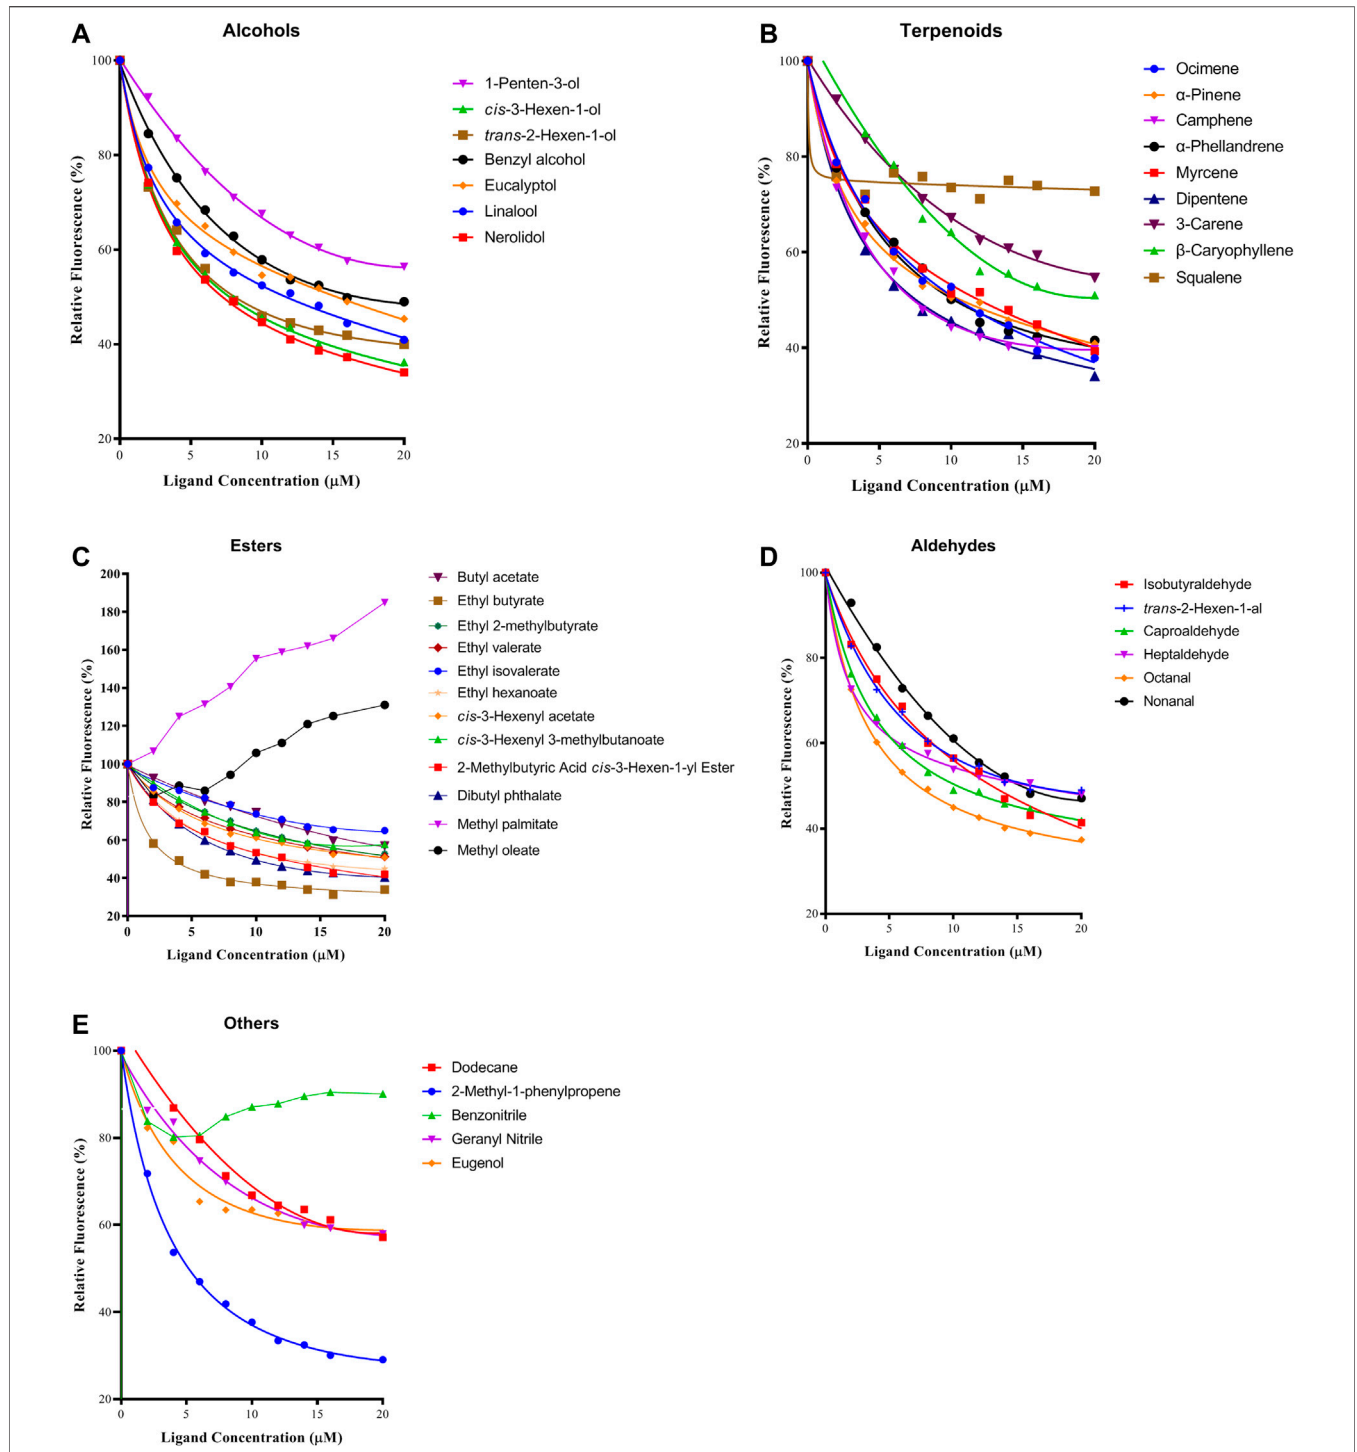 A
Alcohols
Relative Fluorescence (%)
100
80
60
40
20
0 5 10 15 20
Ligand Concentration (μM)
1-Penten-3-ol
cis-3-Hexen-1-ol
trans-2-Hexen-1-ol
Benzyl alcohol
Eucalyptol
Linalool
Nerolidol
B
Terpenoids
Relative Fluorescence (%)
100
80
60
40
20
0 5 10 15 20
Ligand Concentration (μM)
Ocimene
α-Pinene
Camphene
α-Phellandrene
Myrcene
Dipentene
3-Carene
β-Caryophyllene
Squalene
C
Esters
Relative Fluorescence (%)
200
180
160
140
120
100
80
60
40
20
0 5 10 15 20
Ligand Concentration (μM)
Butyl acetate
Ethyl butyrate
Ethyl 2-methylbutyrate
Ethyl valerate
Ethyl isovalerate
Ethyl hexanoate
cis-3-Hexenyl acetate
cis-3-Hexenyl 3-methylbutanoate
2-Methylbutyric Acid cis-3-Hexen-1-yl Ester
Dibutyl phthalate
Methyl palmitate
Methyl oleate
D
Aldehydes
Relative Fluorescence (%)
100
80
60
40
20
0 5 10 15 20
Ligand Concentration (μM)
Isobutyraldehyde
trans-2-Hexen-1-al
Caproaldehyde
Heptaldehyde
Octanal
Nonanal
E
Others
Relative Fluorescence (%)
100
80
60
40
20
0 5 10 15 20
Ligand Concentration (μM)
Dodecane
2-Methyl-1-phenylpropene
Benzonitrile
Geranyl Nitrile
Eugenol